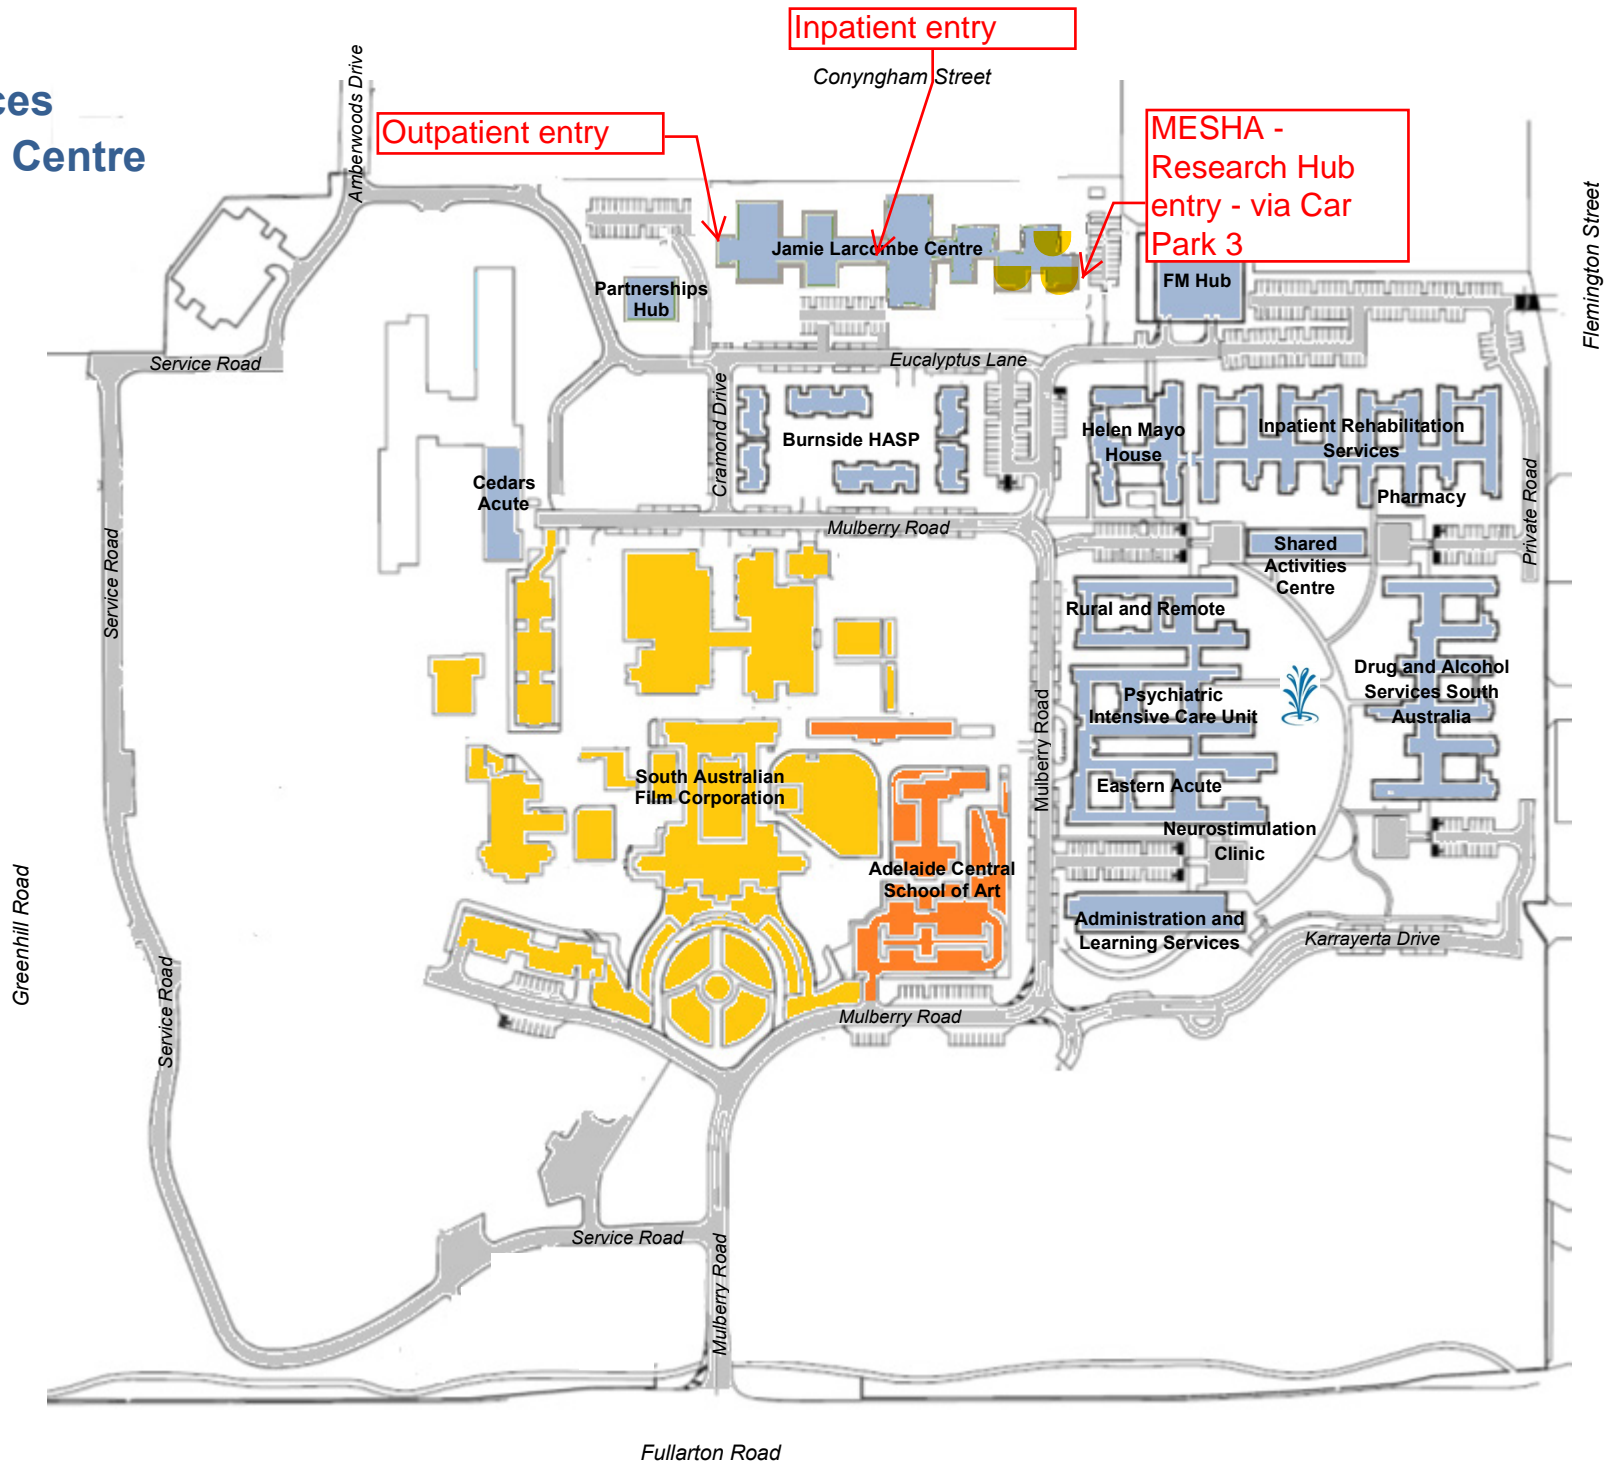 Inpatient entry
Conyngham Street
Amberwoods Drive
Centre
Outpatient entry
MESHA -
Research Hub
entry - via Car
Park 3
Flemington Street
Jamie Larcombe Centre
Partnerships
Hub
FM Hub
Service Road
Eucalyptus Lane
Cramond Drive
Burnside HASP
Helen Mayo
House
Inpatient Rehabilitation
Services
Pharmacy
Private Road
Cedars
Acute
Mulberry Road
Shared
Activities
Centre
Service Road
Rural and Remote
Drug and Alcohol
Services South
Australia
Psychiatric
Intensive Care Unit
Mulberry Road
South Australian
Film Corporation
Eastern Acute
Neurostimulation
Clinic
Adelaide Central
School of Art
Administration and
Learning Services
Karrayerta Drive
Greenhill Road
Service Road
Mulberry Road
Service Road
Mulberry Road
Fullarton Road